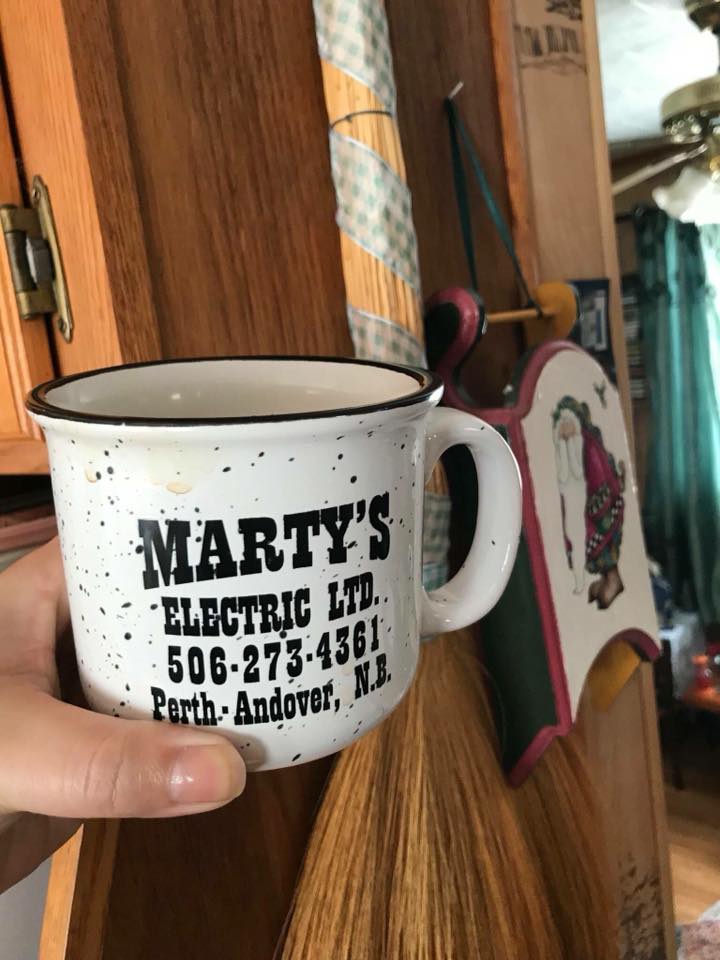 MARTY'S
ELECTRIC LTD.
506-273-4361
Perth-Andover, N.B.